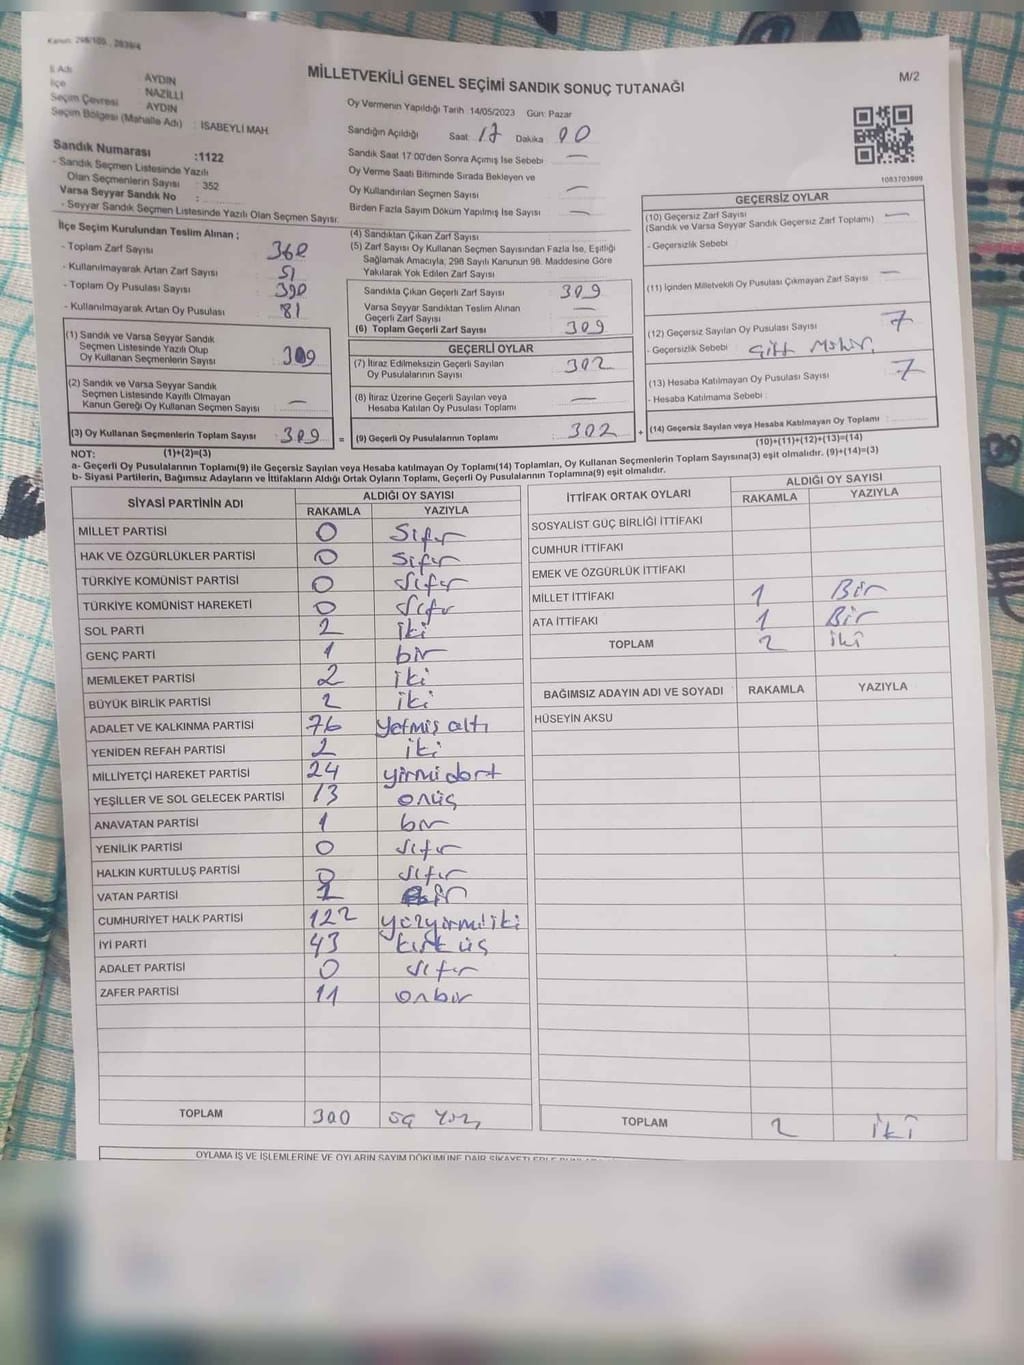 Kanun: 298/105, 2839/4
MİLLETVEKİLİ GENEL SEÇİMİ SANDIK SONUÇ TUTANAĞI
M/2
İl Adı AYDIN
İlçe NAZİLLİ
Seçim Çevresi AYDIN
Seçim Bölgesi (Mahalle Adı) : İSABEYLİ MAH
Sandık Numarası :1122
- Sandık Seçmen Listesinde Yazılı
Olan Seçmenlerin Sayısı : 352
Varsa Seyyar Sandık No :
- Seyyar Sandık Seçmen Listesinde Yazılı Olan Seçmen Sayısı:
Oy Vermenin Yapıldığı Tarih 14/05/2023 Gün: Pazar
Sandığın Açıldığı Saat 17 Dakika 00
Sandık Saat 17:00'den Sonra Açımış İse Sebebi —
Oy Verme Saati Bitiminde Sırada Bekleyen ve
Oy Kullandırılan Seçmen Sayısı —
Birden Fazla Sayım Döküm Yapılmış İse Sayısı —
1083703999
İlçe Seçim Kurulundan Teslim Alınan ;
- Toplam Zarf Sayısı 360
- Kullanılmayarak Artan Zarf Sayısı 51
- Toplam Oy Pusulası Sayısı 390
- Kullanılmayarak Artan Oy Pusulası 81
(1) Sandık ve Varsa Seyyar Sandık
Seçmen Listesinde Yazılı Olup
Oy Kullanan Seçmenlerin Sayısı 309
(2) Sandık ve Varsa Seyyar Sandık
Seçmen Listesinde Kayıtlı Olmayan
Kanun Gereği Oy Kullanan Seçmen Sayısı —
(3) Oy Kullanan Seçmenlerin Toplam Sayısı 309 =
(1)+(2)=(3)
(4) Sandıktan Çıkan Zarf Sayısı
(5) Zarf Sayısı Oy Kullanan Seçmen Sayısından Fazla İse, Eşitliği
Sağlamak Amacıyla, 298 Sayılı Kanunun 98. Maddesine Göre
Yakılarak Yok Edilen Zarf Sayısı
Sandıkta Çıkan Geçerli Zarf Sayısı 309
Varsa Seyyar Sandıktan Teslim Alınan
Geçerli Zarf Sayısı —
(6) Toplam Geçerli Zarf Sayısı 309
GEÇERLİ OYLAR
(7) İtiraz Edilmeksizin Geçerli Sayılan
Oy Pusulalarının Sayısı 302
(8) İtiraz Üzerine Geçerli Sayılan veya
Hesaba Katılan Oy Pusulası Toplamı —
(9) Geçerli Oy Pusulalarının Toplamı 302 +
GEÇERSİZ OYLAR
(10) Geçersiz Zarf Sayısı —
(Sandık ve Varsa Seyyar Sandık Geçersiz Zarf Toplamı)
- Geçersizlik Sebebi
(11) İçinden Milletvekili Oy Pusulası Çıkmayan Zarf Sayısı —
(12) Geçersiz Sayılan Oy Pusulası Sayısı 7
- Geçersizlik Sebebi : Çift Mühür
(13) Hesaba Katılmayan Oy Pusulası Sayısı 7
- Hesaba Katılmama Sebebi :
(14) Geçersiz Sayılan veya Hesaba Katılmayan Oy Toplamı :
(10)+(11)+(12)+(13)=(14)
NOT:
a- Geçerli Oy Pusulalarının Toplamı(9) ile Geçersiz Sayılan veya Hesaba katılmayan Oy Toplamı(14) Toplamları, Oy Kullanan Seçmenlerin Toplam Sayısına(3) eşit olmalıdır. (9)+(14)=(3)
b- Siyasi Partilerin, Bağımsız Adayların ve İttifakların Aldığı Ortak Oyların Toplamı, Geçerli Oy Pusulalarının Toplamına(9) eşit olmalıdır.
SİYASİ PARTİNİN ADI ALDIĞI OY SAYISI
RAKAMLA YAZIYLA
MİLLET PARTİSİ 0 Sıfır
HAK VE ÖZGÜRLÜKLER PARTİSİ 0 Sıfır
TÜRKİYE KOMÜNİST PARTİSİ 0 Sıfır
TÜRKİYE KOMÜNİST HAREKETİ 0 Sıfır
SOL PARTİ 2 iki
GENÇ PARTİ 1 bir
MEMLEKET PARTİSİ 2 iki
BÜYÜK BİRLİK PARTİSİ 2 iki
ADALET VE KALKINMA PARTİSİ 76 yetmiş altı
YENİDEN REFAH PARTİSİ 2 iki
MİLLİYETÇİ HAREKET PARTİSİ 24 yirmi dört
YEŞİLLER VE SOL GELECEK PARTİSİ 13 onüç
ANAVATAN PARTİSİ 1 bir
YENİLİK PARTİSİ 0 sıfır
HALKIN KURTULUŞ PARTİSİ 0 sıfır
VATAN PARTİSİ 1 bir
CUMHURİYET HALK PARTİSİ 122 yüzyirmiiki
İYİ PARTİ 43 kırk üç
ADALET PARTİSİ 0 sıfır
ZAFER PARTİSİ 11 onbir
TOPLAM 300 üç yüz
İTTİFAK ORTAK OYLARI ALDIĞI OY SAYISI
RAKAMLA YAZIYLA
SOSYALİST GÜÇ BİRLİĞİ İTTİFAKI
CUMHUR İTTİFAKI
EMEK VE ÖZGÜRLÜK İTTİFAKI
MİLLET İTTİFAKI 1 Bir
ATA İTTİFAKI 1 Bir
TOPLAM 2 iki
BAĞIMSIZ ADAYIN ADI VE SOYADI RAKAMLA YAZIYLA
HÜSEYİN AKSU
TOPLAM 2 İki
OYLAMA İŞ VE İŞLEMLERİNE VE OYLARIN SAYIM DÖKÜMÜNE DAİR ŞİKAYETLERLE